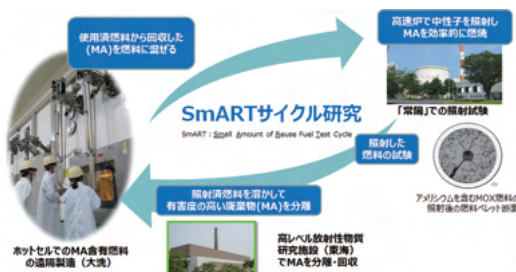 使用済燃料から回収した
(MA)を燃料に混ぜる
高速炉で中性子を照射し
MAを効率的に燃焼
SmARTサイクル研究
SmART : Small Amount of Reuse Fuel Test Cycle
「常陽」での照射試験
照射した
燃料の試験
アメリシウムを含むMOX燃料の
照射後の燃料ペレット断面
照射済燃料を溶かして
有害度の高い廃棄物(MA)を分離
ホットセルでのMA含有燃料
の遠隔製造（大洗）
高レベル放射性物質
研究施設（東海）
でMAを分離・回収